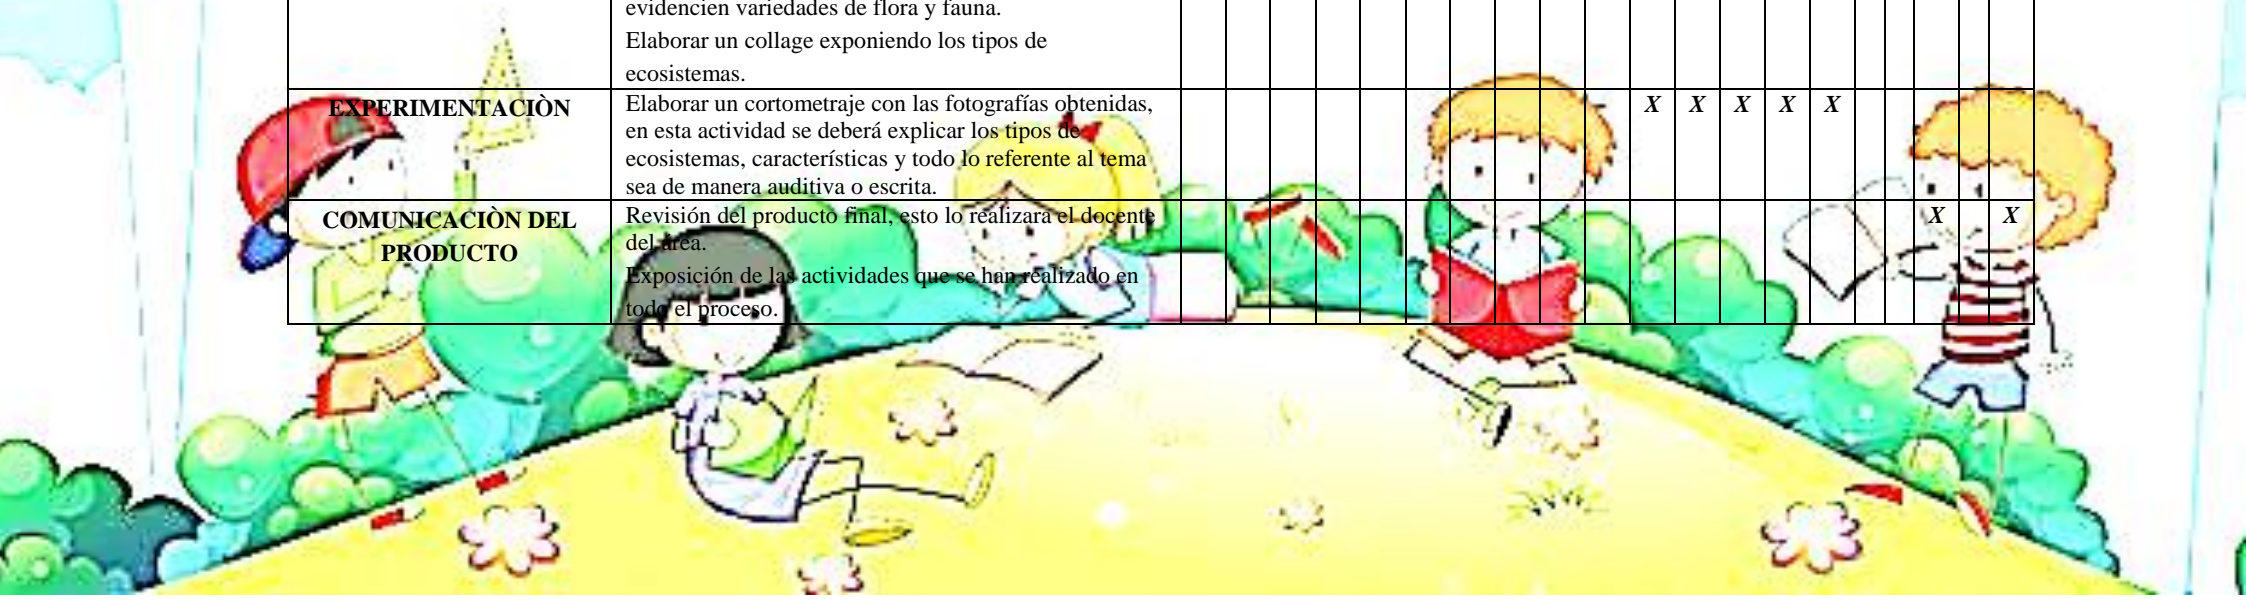 evidencien variedades de flora y fauna.
Elaborar un collage exponiendo los tipos de
ecosistemas.
EXPERIMENTACIÒN
Elaborar un cortometraje con las fotografías obtenidas,
en esta actividad se deberá explicar los tipos de
ecosistemas, características y todo lo referente al tema
sea de manera auditiva o escrita.
X X X X X
COMUNICACIÒN DEL
PRODUCTO
Revisión del producto final, esto lo realizara el docente
del área.
Exposición de las actividades que se han realizado en
todo el proceso.
X X